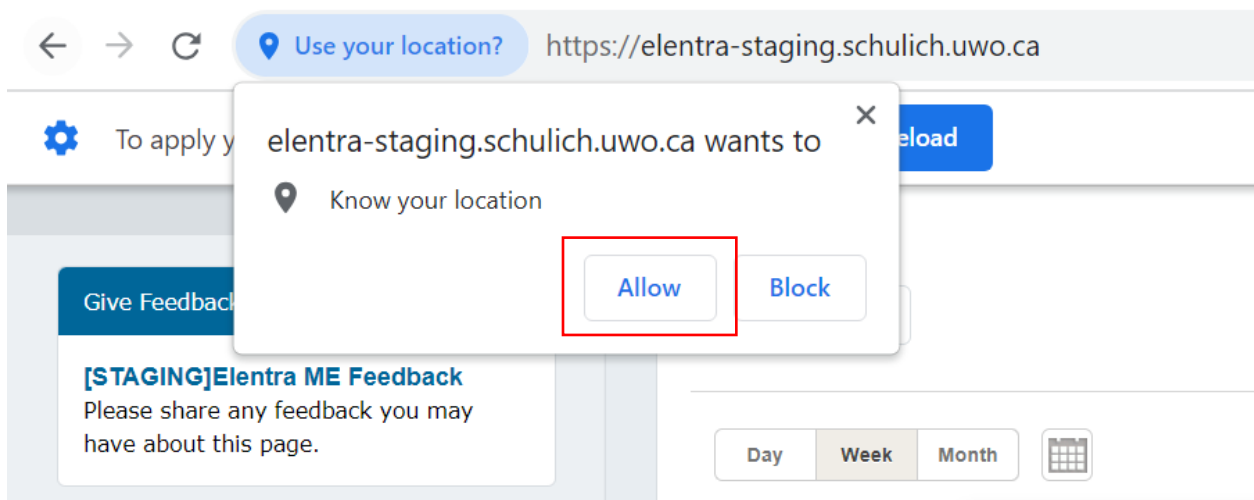 Use your location? https://elentra-staging.schulich.uwo.ca
To apply y
elentra-staging.schulich.uwo.ca wants to
eload
Know your location
Allow Block
Give Feedback
[STAGING]Elentra ME Feedback
Please share any feedback you may
have about this page.
Day Week Month